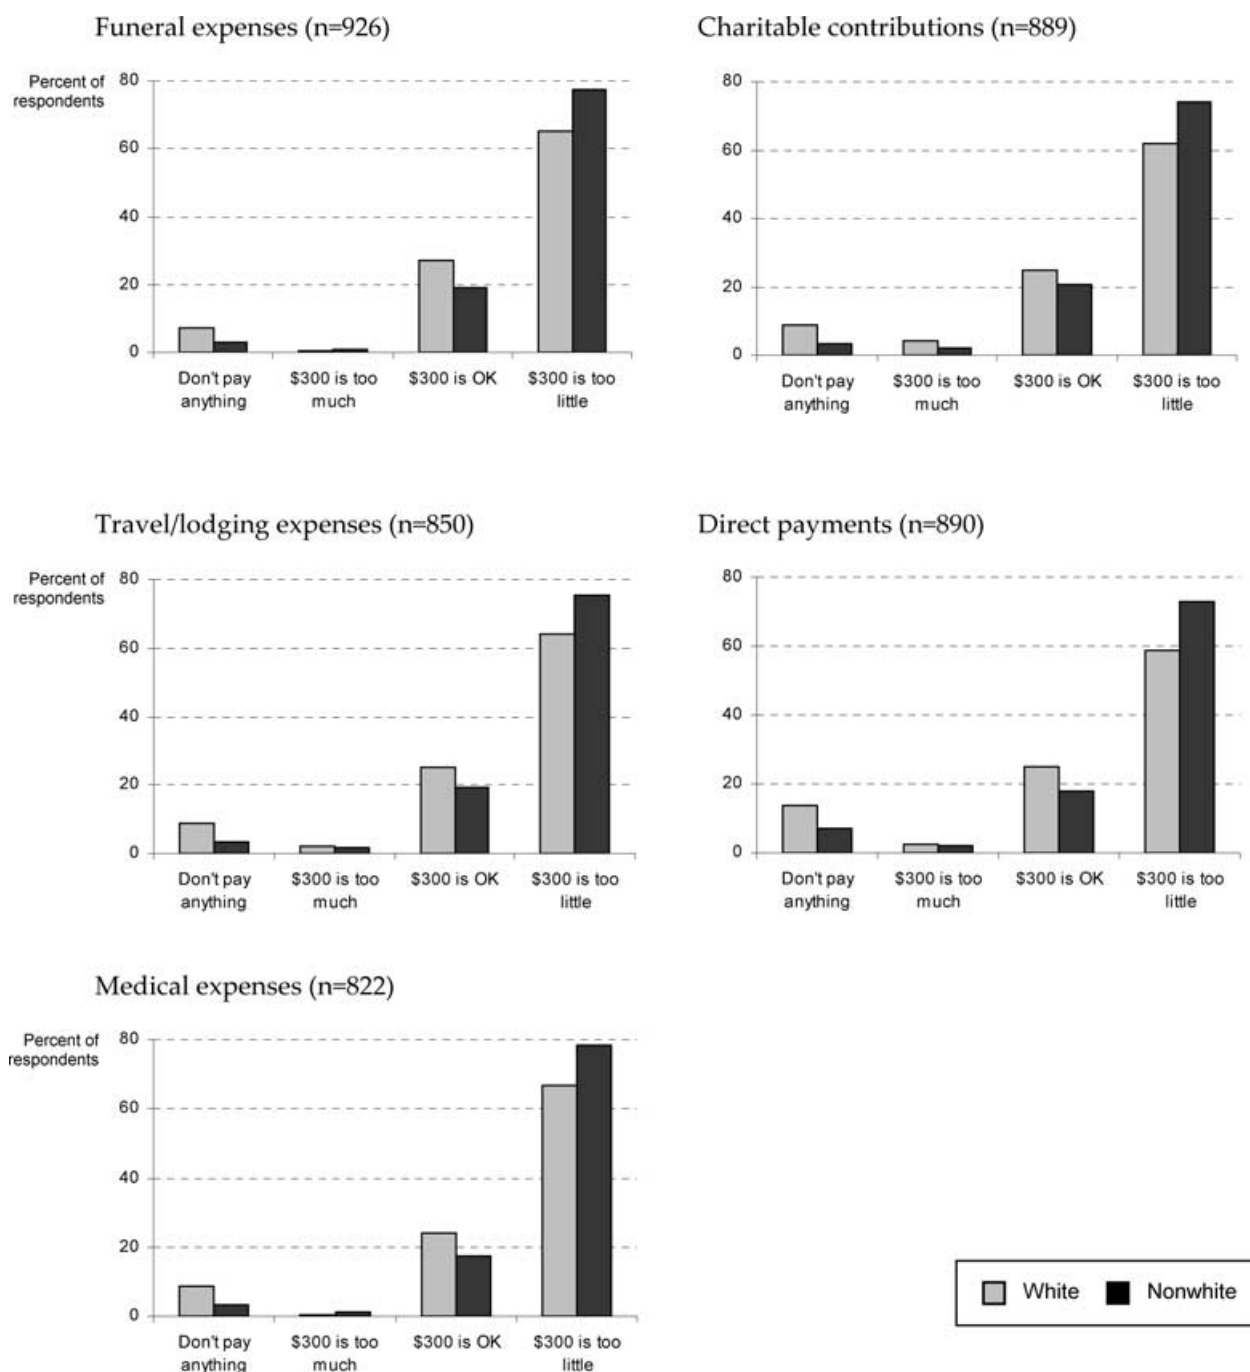 Funeral expenses (n=926)
Percent of
respondents
80
60
40
20
0
Don't pay
anything
$300 is too
much
$300 is OK
$300 is too
little
Charitable contributions (n=889)
80
60
40
20
0
Don't pay
anything
$300 is too
much
$300 is OK
$300 is too
little
Travel/lodging expenses (n=850)
Percent of
respondents
80
60
40
20
0
Don't pay
anything
$300 is too
much
$300 is OK
$300 is too
little
Direct payments (n=890)
80
60
40
20
0
Don't pay
anything
$300 is too
much
$300 is OK
$300 is too
little
Medical expenses (n=822)
Percent of
respondents
80
60
40
20
0
Don't pay
anything
$300 is too
much
$300 is OK
$300 is too
little
White
Nonwhite